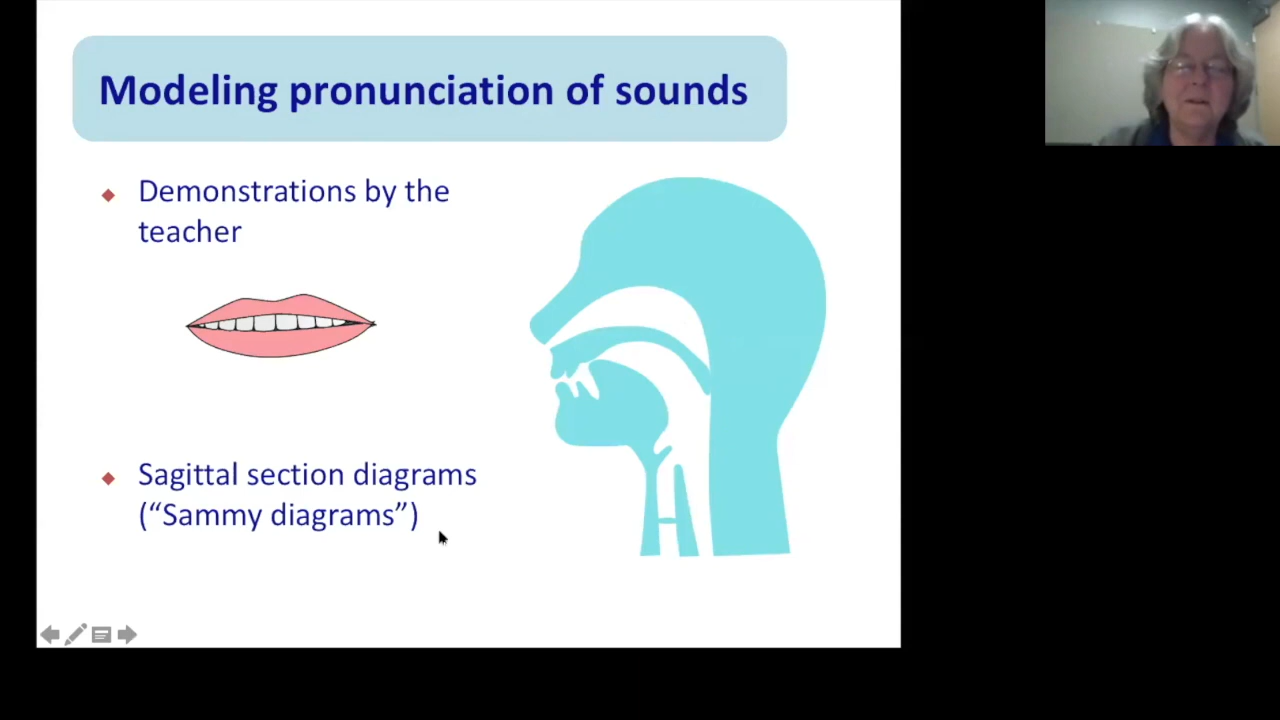 Modeling pronunciation of sounds
Demonstrations by the
teacher
Sagittal section diagrams
(“Sammy diagrams”)